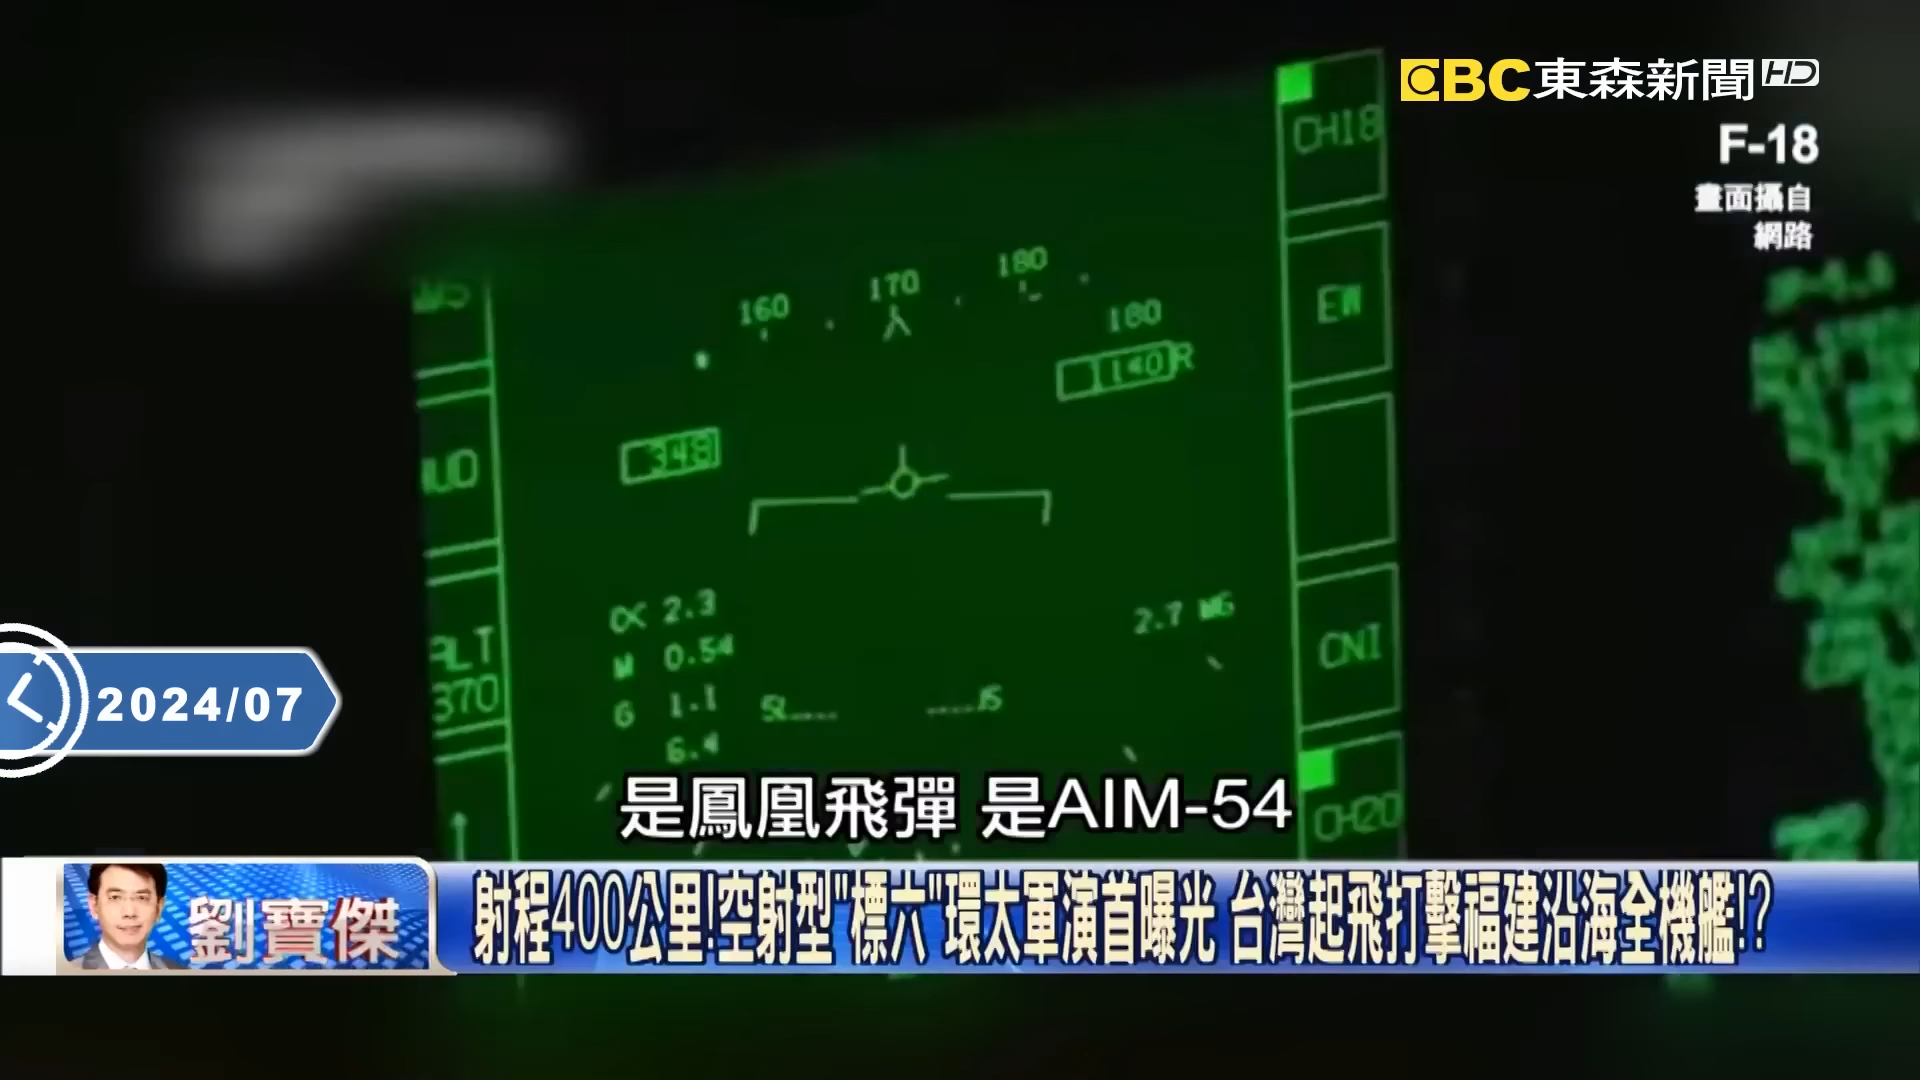 EBC東森新聞HD
F-18
畫面攝自
網路
CH18
160 170 180
180
1140 R
EW
348
α 2.3
M 0.54
G 1.1
6.4
2.7
ALT
370
CNI
CH20
2024/07
是鳳凰飛彈 是AIM-54
劉寶傑
射程400公里!空射型"標六"環太軍演首曝光 台灣起飛打擊福建沿海全機艦!?